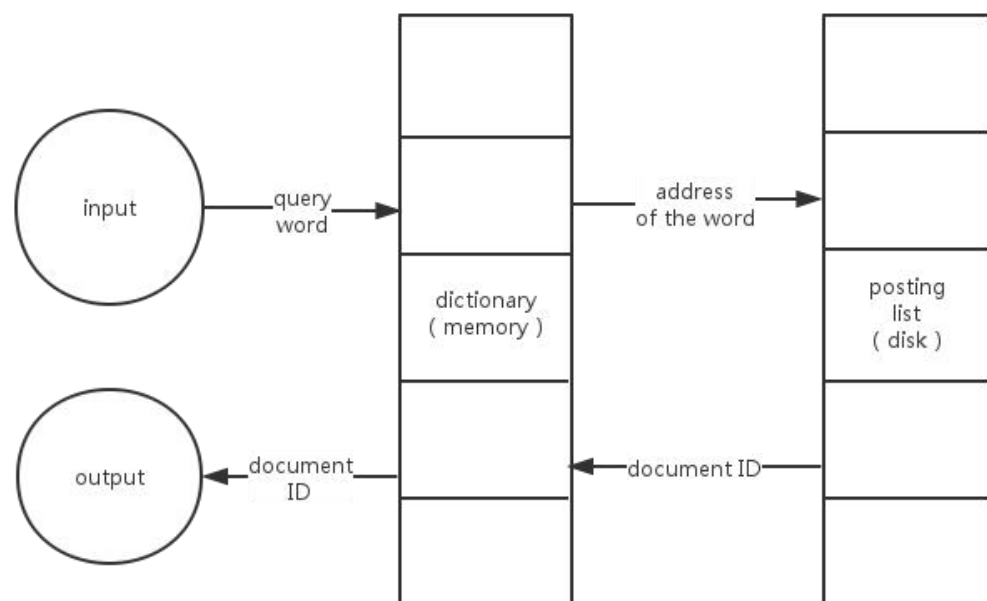 input
query
word
address
of the word
dictionary
( memory )
posting
list
( disk )
output
document
ID
document ID